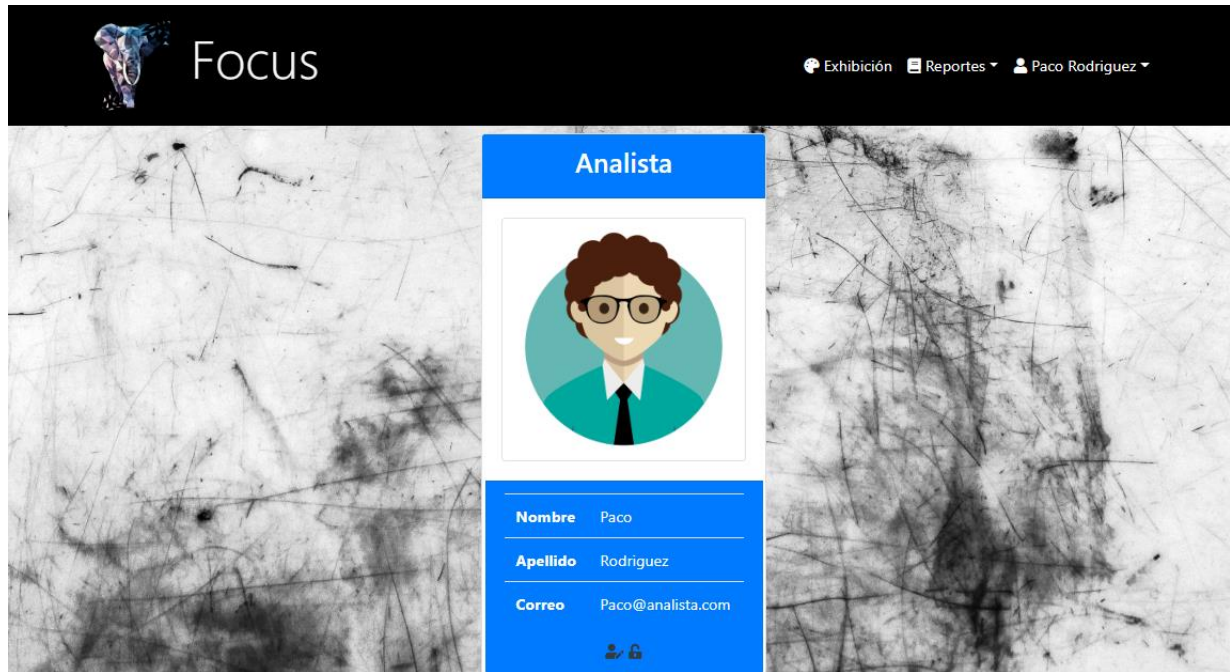 Focus
Exhibición Reportes Paco Rodriguez
Analista
Nombre Paco
Apellido Rodriguez
Correo Paco@analista.com